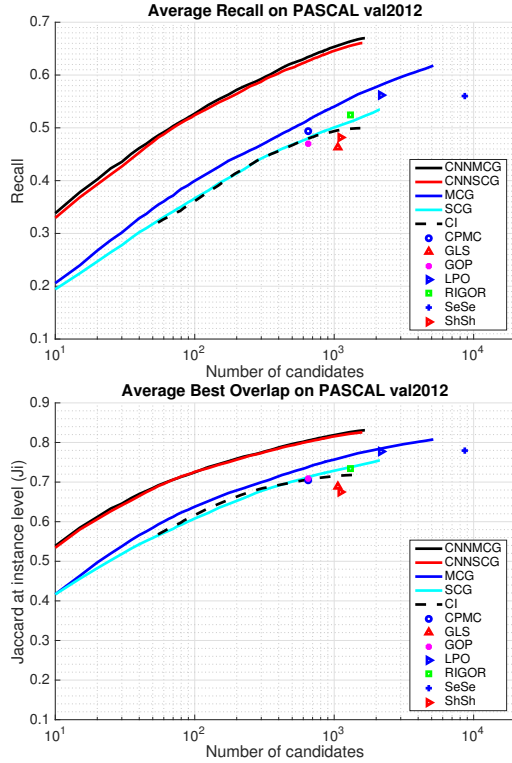 Average Recall on PASCAL val2012
0.7
0.6
0.5
0.4
0.3
0.2
0.1
Recall
CNNMCG
CNNSCG
MCG
SCG
CI
CPMC
GLS
GOP
LPO
RIGOR
SeSe
ShSh
10^1
10^2
10^3
10^4
Number of candidates
Average Best Overlap on PASCAL val2012
0.9
0.8
0.7
0.6
0.5
0.4
0.3
0.2
0.1
Jaccard at instance level (Ji)
CNNMCG
CNNSCG
MCG
SCG
CI
CPMC
GLS
GOP
LPO
RIGOR
SeSe
ShSh
10^1
10^2
10^3
10^4
Number of candidates